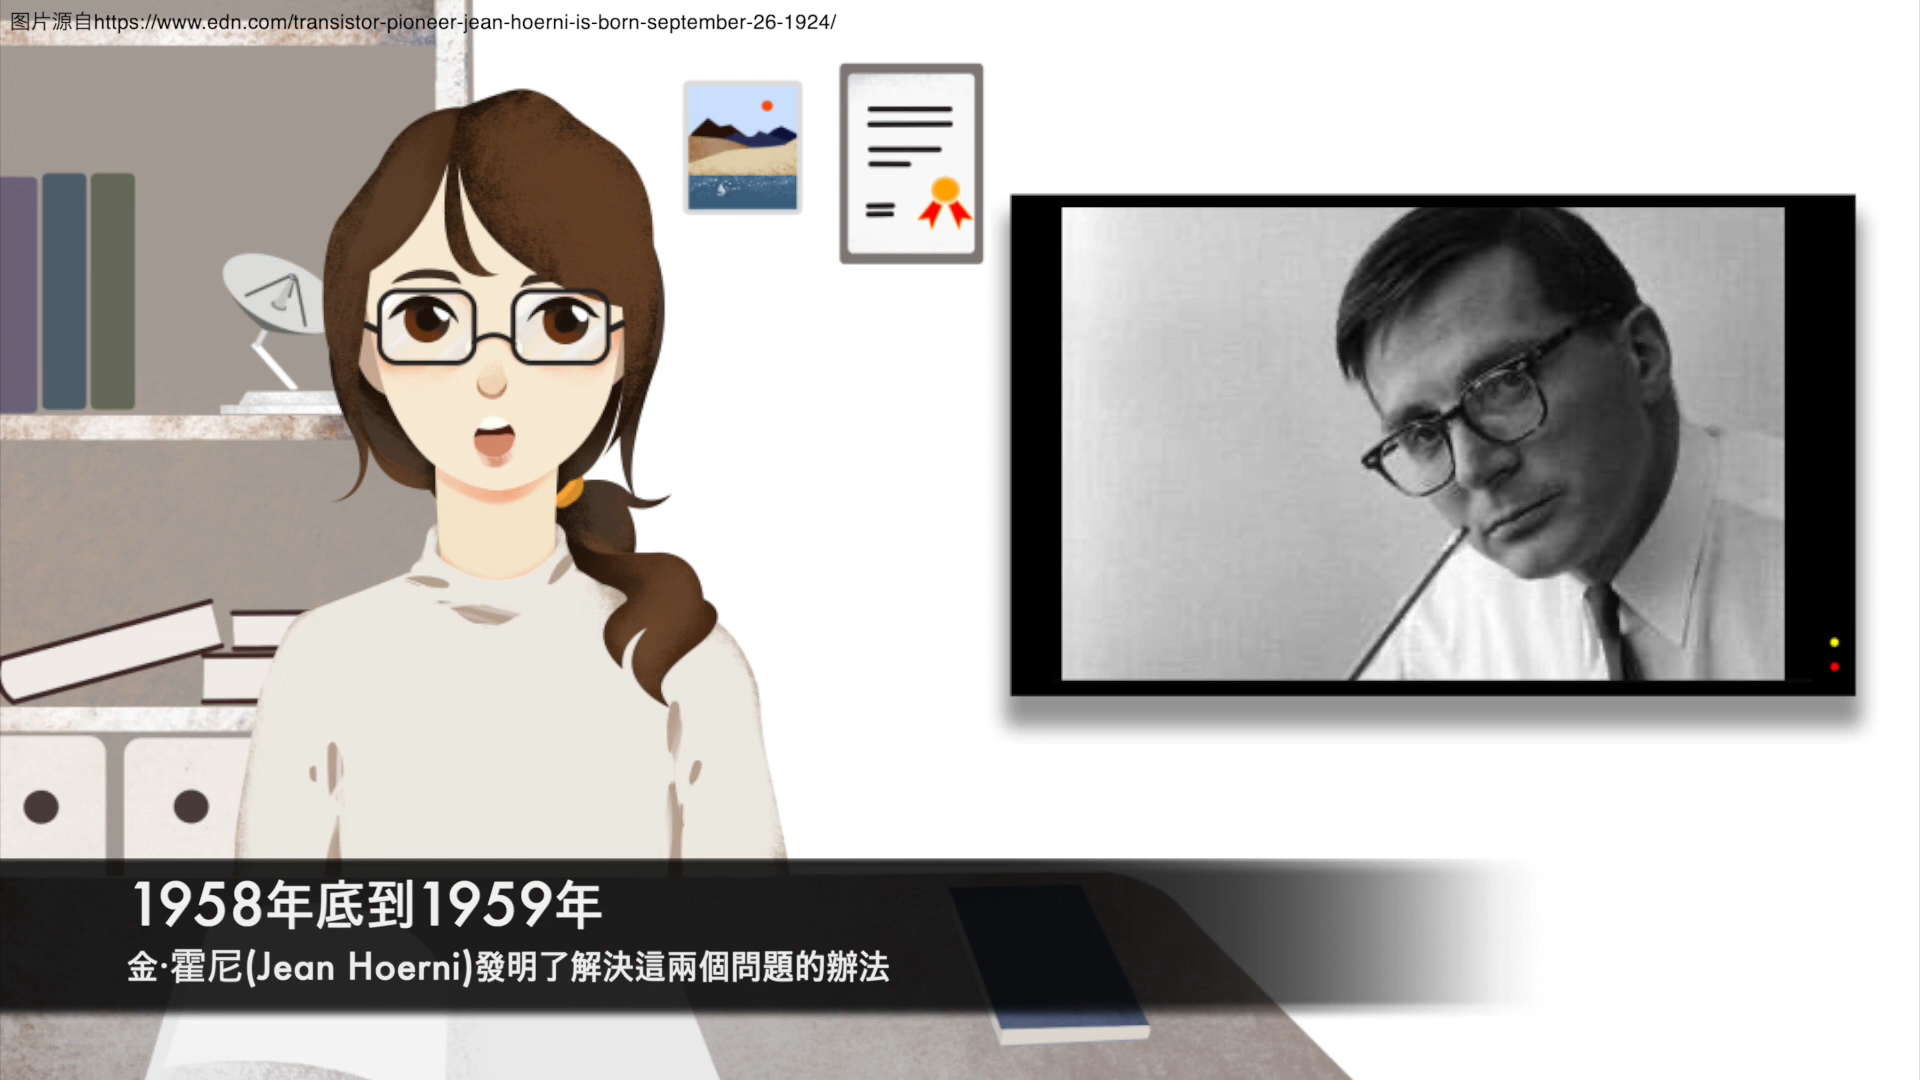 图片源自https://www.edn.com/transistor-pioneer-jean-hoerni-is-born-september-26-1924/
1958年底到1959年
金·霍尼(Jean Hoerni)發明了解決這兩個問題的辦法